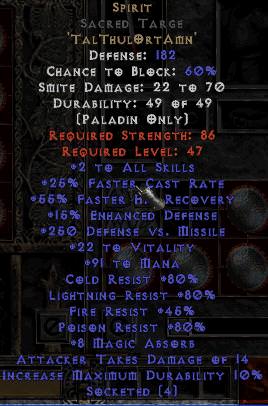 Spirit
Sacred Targe
'TalThulOrtAmn'
Defense: 182
Chance to Block: 60%
Smite Damage: 22 to 70
Durability: 49 of 49
(Paladin Only)
Required Strength: 86
Required Level: 47
+2 to All Skills
+25% Faster Cast Rate
+55% Faster Recovery
+15% Enhanced Defense
+250 Defense vs. Missile
+22 to Vitality
+91 to Mana
Cold Resist +80%
Lightning Resist +80%
Fire Resist +45%
Poison Resist +80%
+8 Magic Absorb
Attacker Takes Damage of 14
Increase Maximum Durability 10%
Socketed (4)